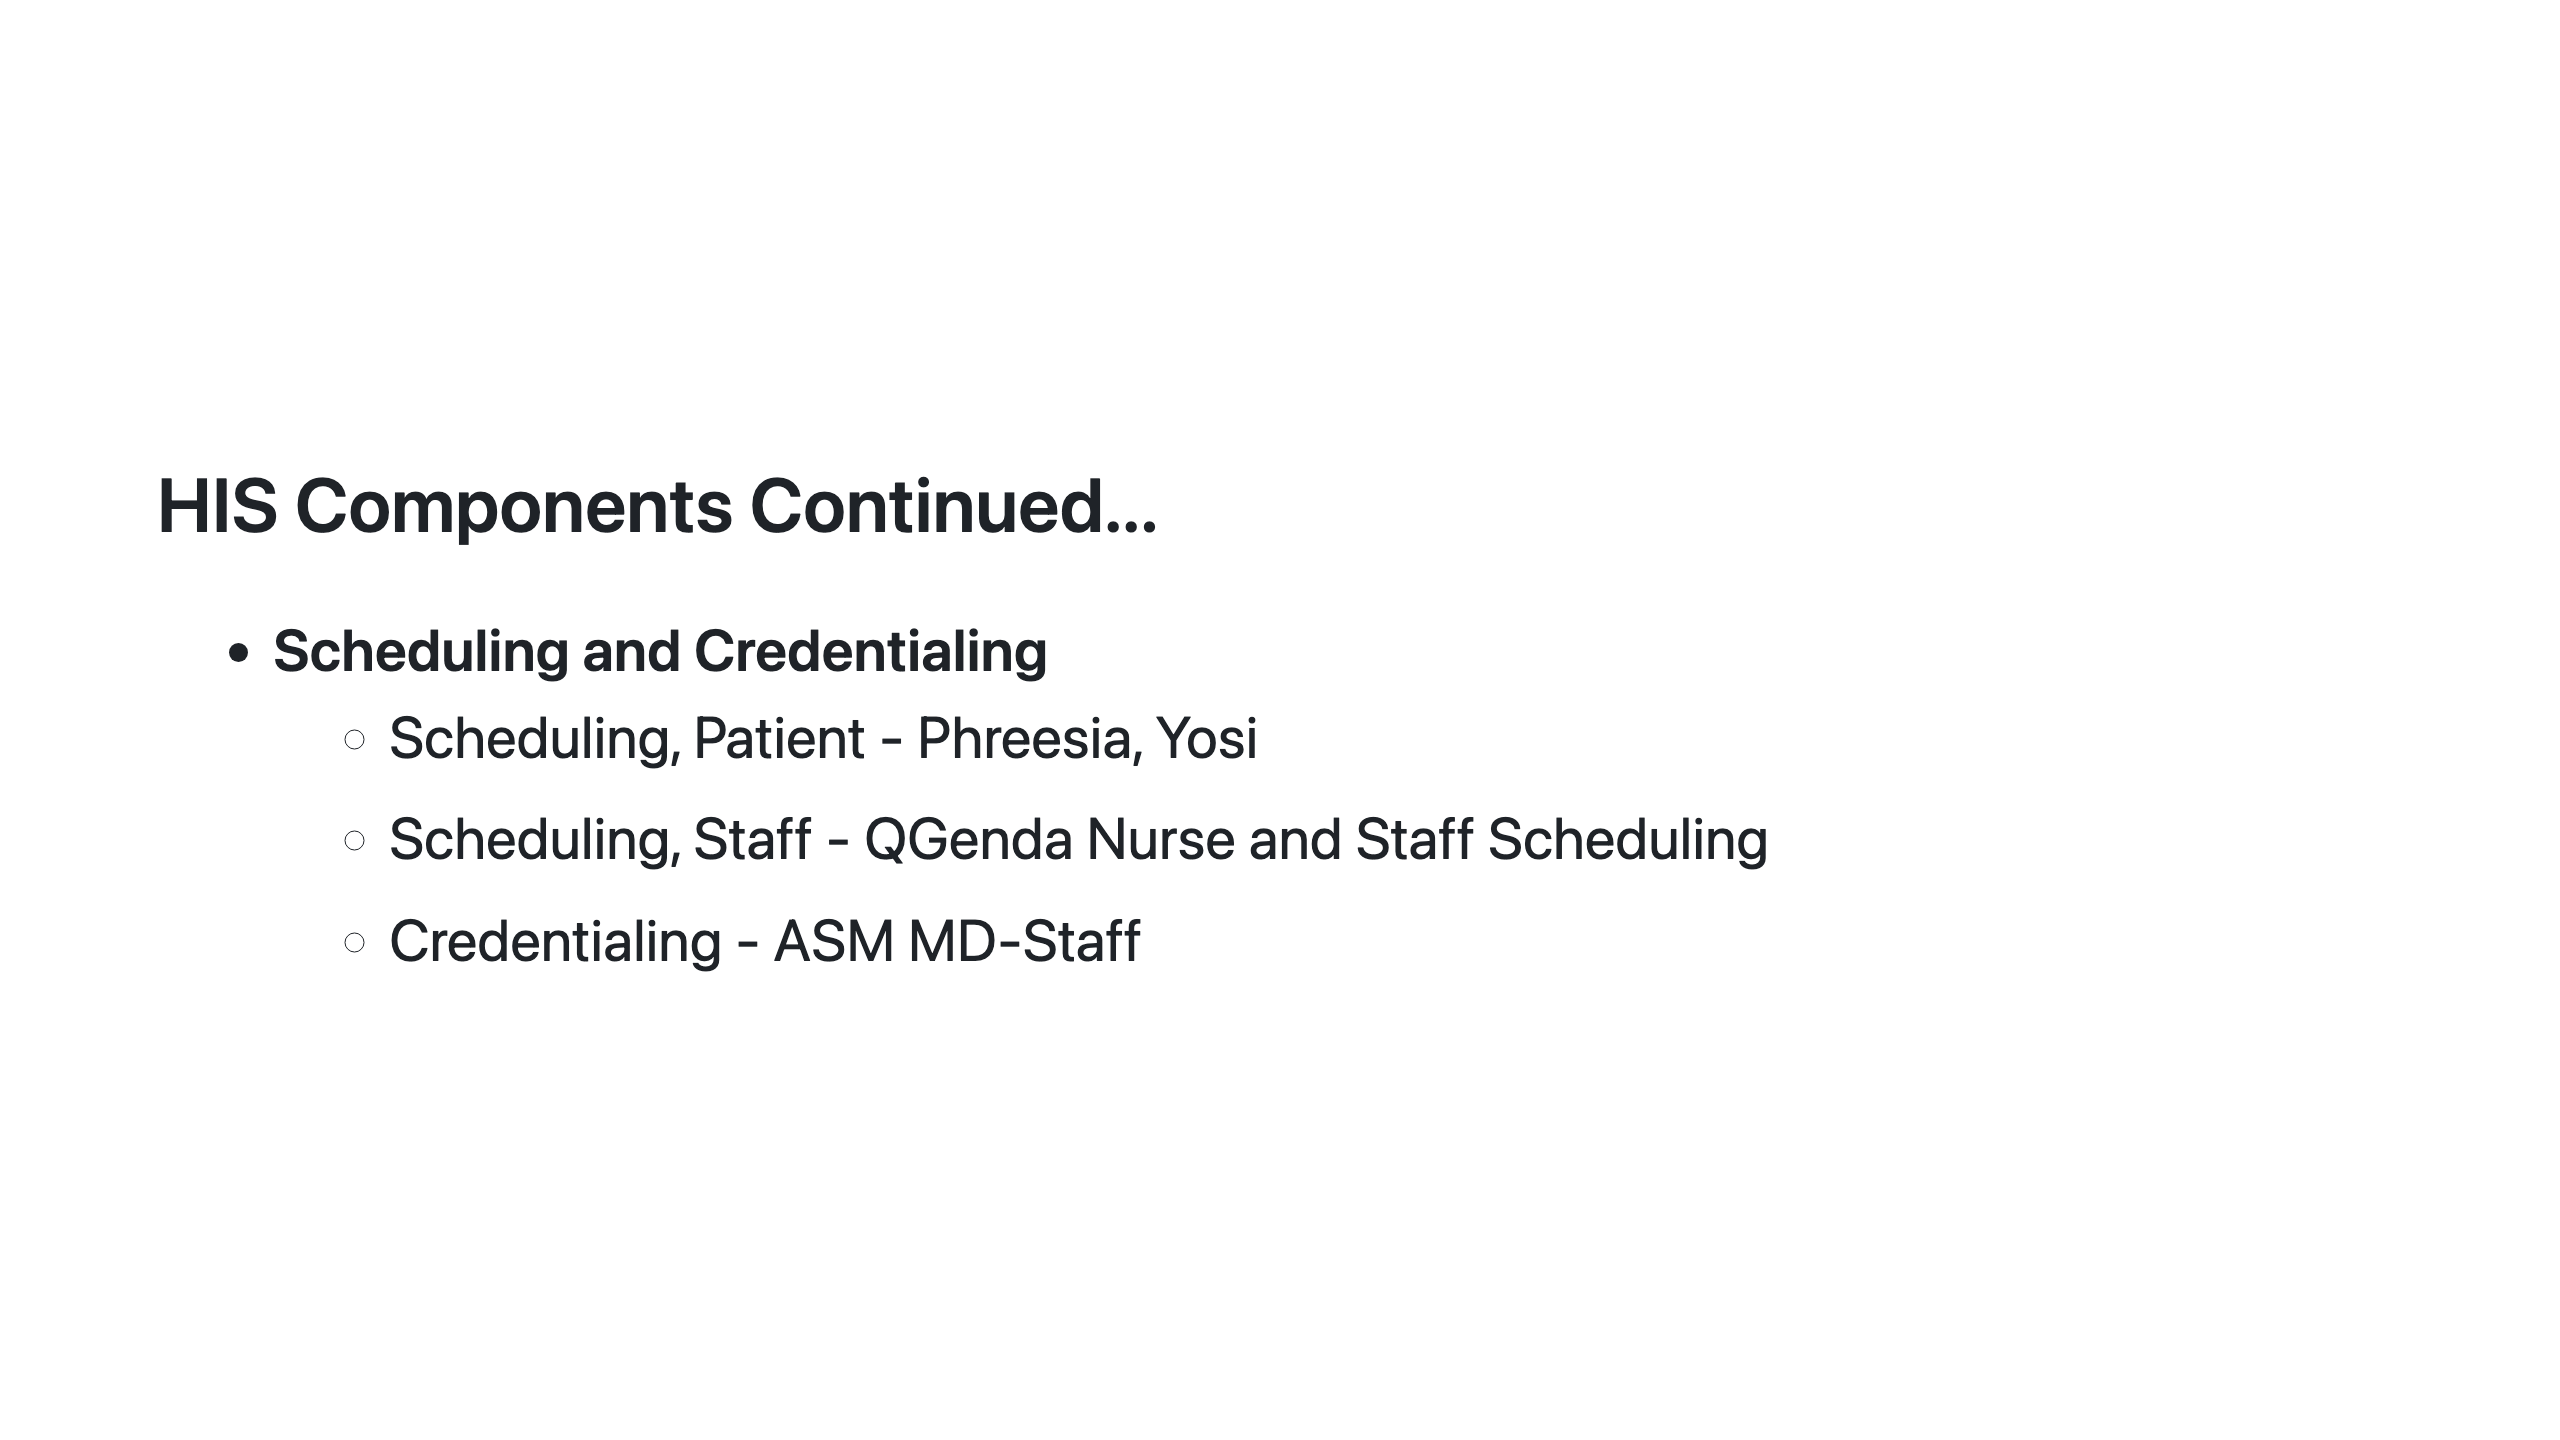 HIS Components Continued...
• Scheduling and Credentialing
○ Scheduling, Patient - Phreesia, Yosi
○ Scheduling, Staff - QGenda Nurse and Staff Scheduling
○ Credentialing - ASM MD-Staff